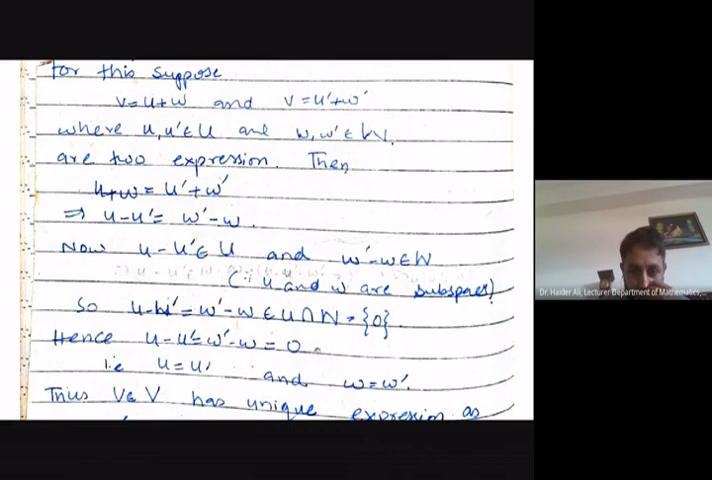 For this suppose
v=u+w and v=u'+w'
where u,u'∈U and w,w'∈W.
are two expression. Then
u+w=u'+w'
⇒ u-u'= w'-w.
Now u-u'∈U and w'-w∈W
(∵ U and W are subspaces)
So u-u'=w'-w∈U∩W={0}.
Hence u-u'=w'-w=0
i.e u=u' and w=w'.
Thus v∈V has unique expression as
Dr. Haider Ali, Lecturer Department of Mathematics,...